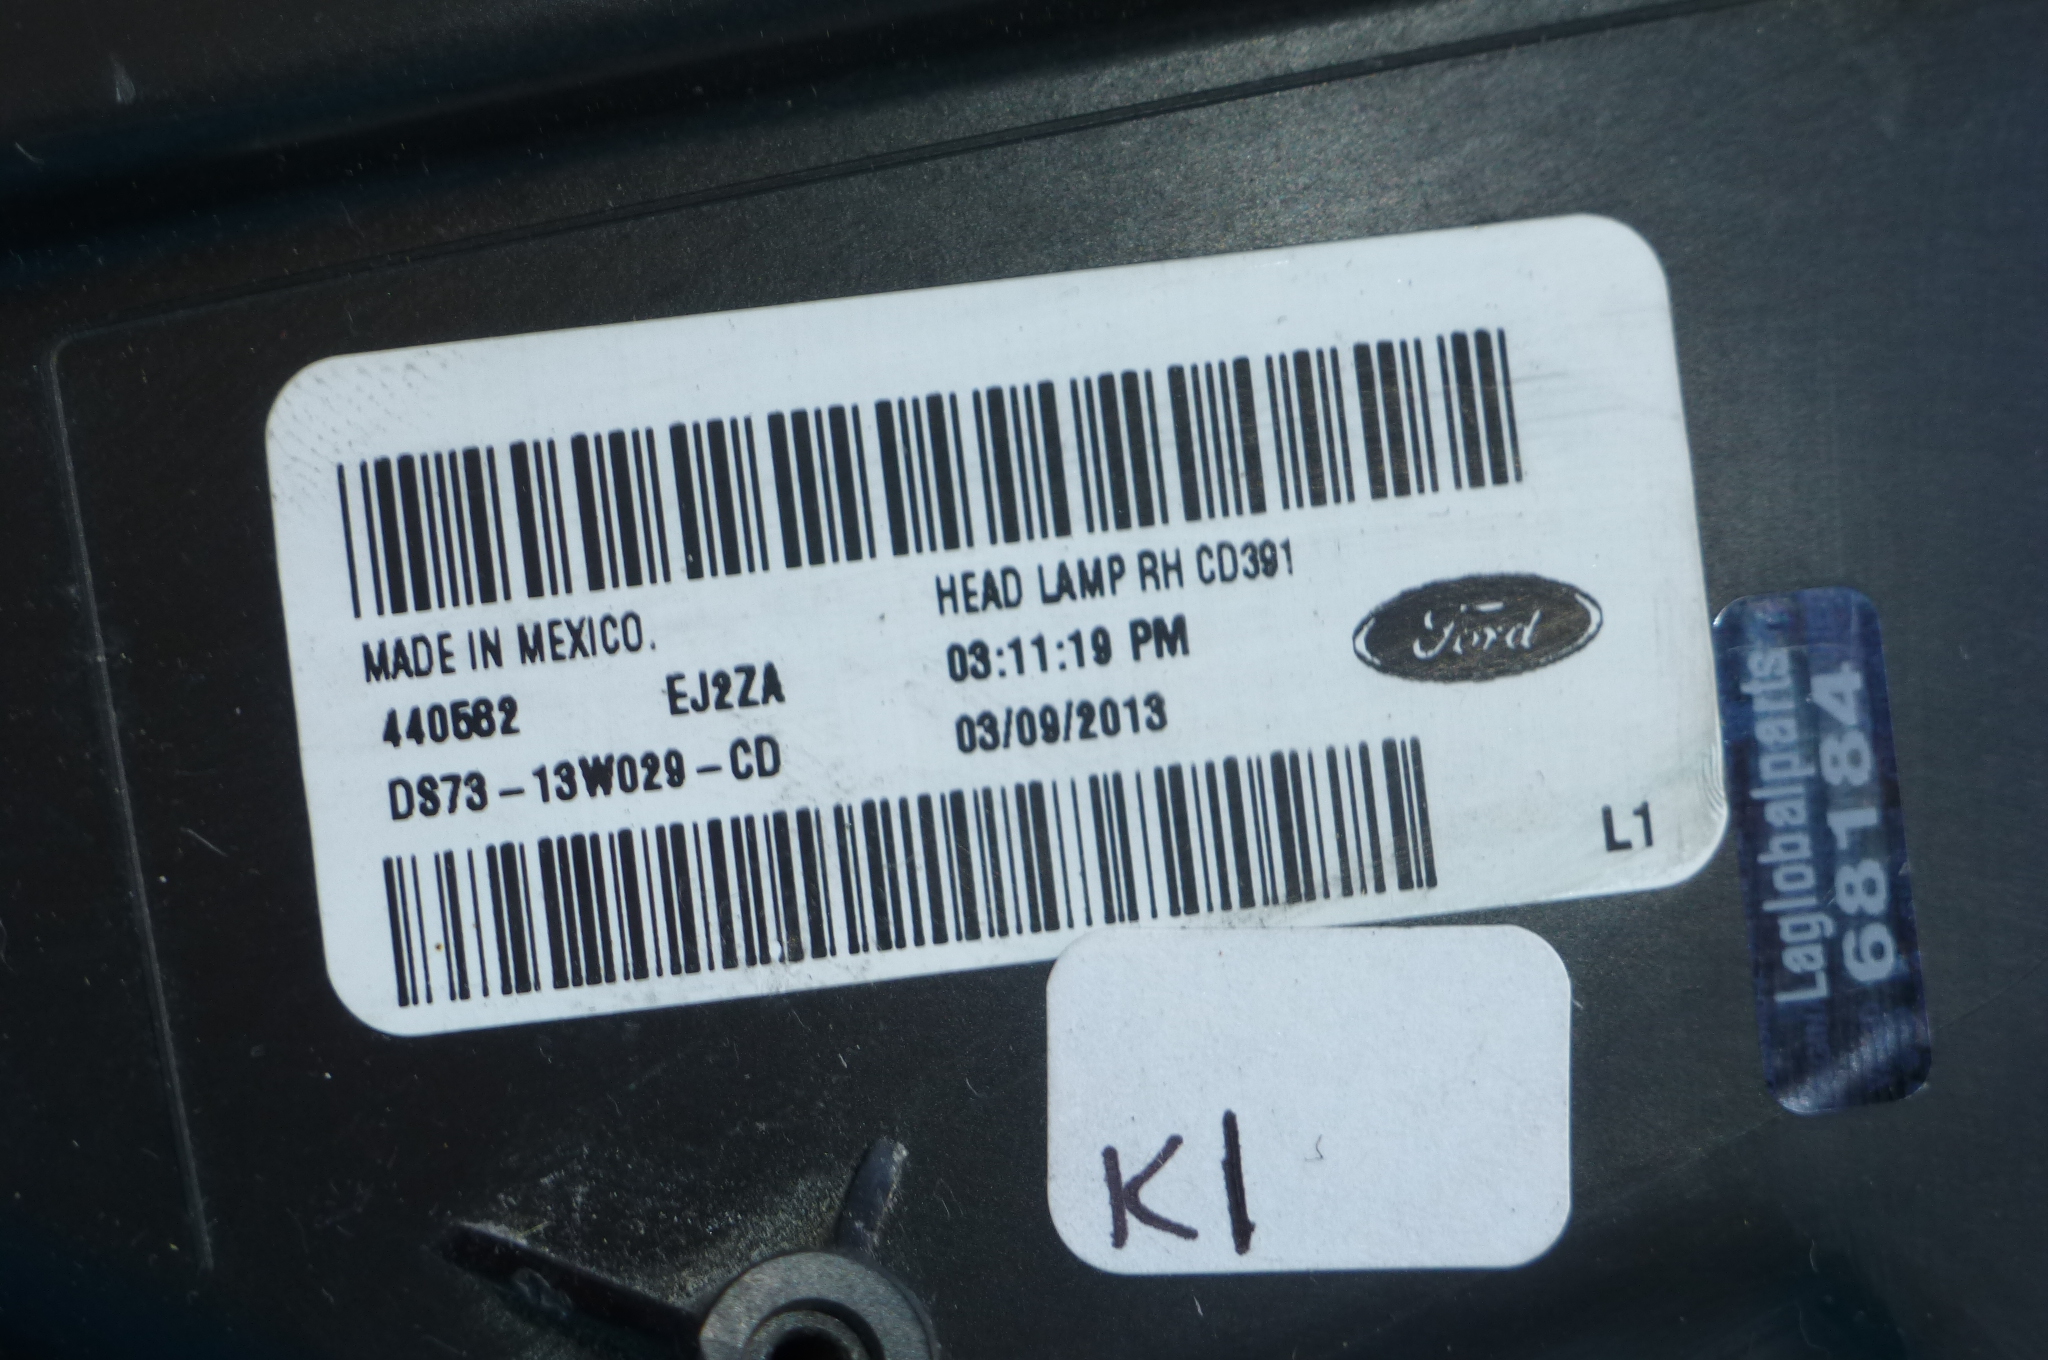 MADE IN MEXICO.
HEAD LAMP RH CD391
440562
EJ2ZA
03:11:19 PM
DS73-13W029-CD
03/09/2013
Ford
L1
Laglobalparts
68184
K1